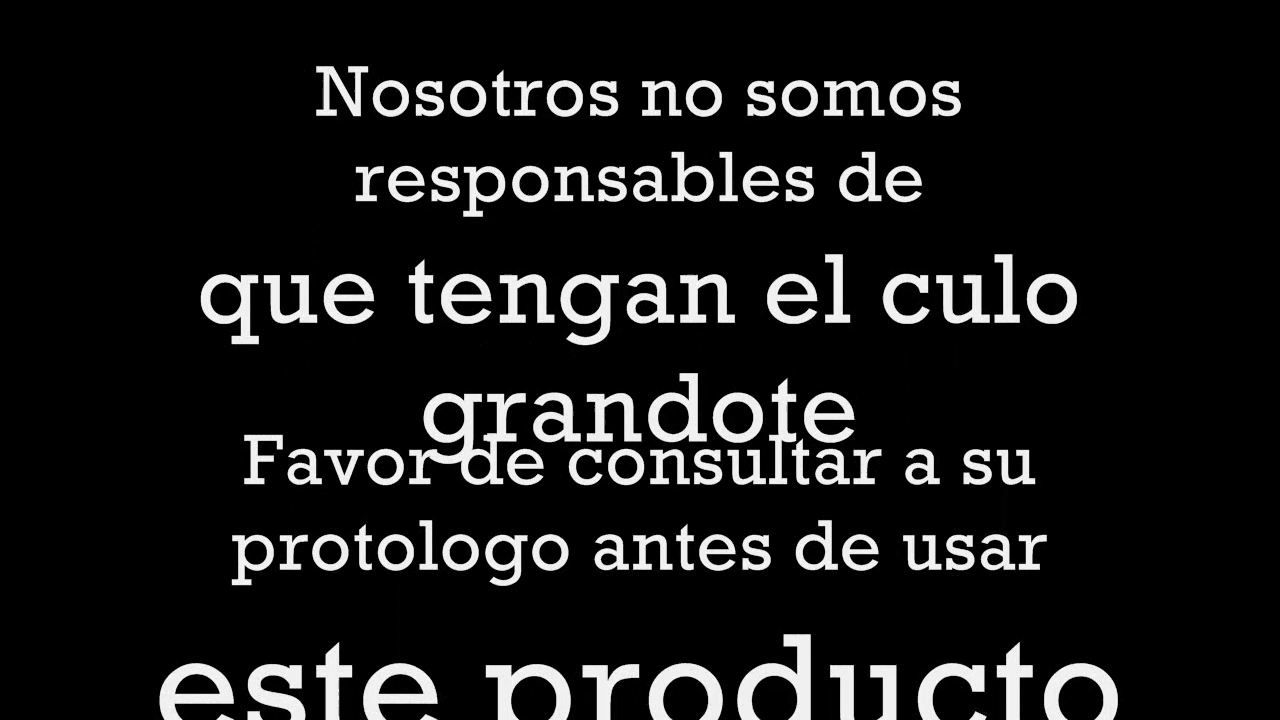 Nosotros no somos
responsables de
que tengan el culo
grandote
Favor de consultar a su
protologo antes de usar
este producto